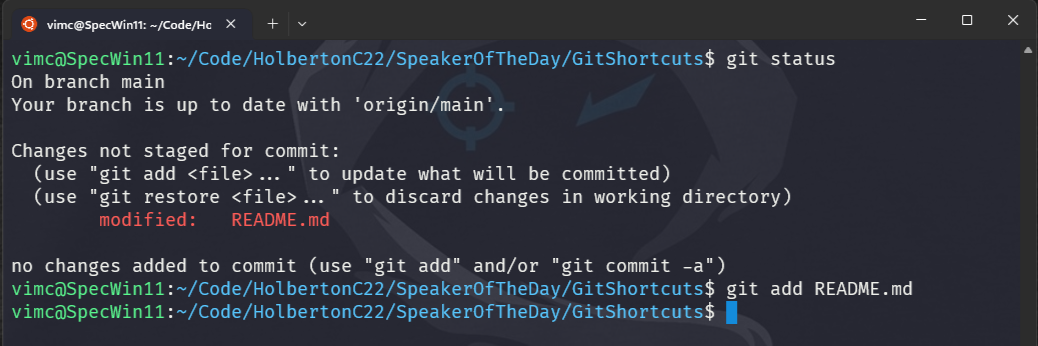 vimc@SpecWin11: ~/Code/Ho
vimc@SpecWin11:~/Code/HolbertonC22/SpeakerOfTheDay/GitShortcuts$ git status
On branch main
Your branch is up to date with 'origin/main'.
Changes not staged for commit:
  (use "git add <file>..." to update what will be committed)
  (use "git restore <file>..." to discard changes in working directory)
        modified:   README.md
no changes added to commit (use "git add" and/or "git commit -a")
vimc@SpecWin11:~/Code/HolbertonC22/SpeakerOfTheDay/GitShortcuts$ git add README.md
vimc@SpecWin11:~/Code/HolbertonC22/SpeakerOfTheDay/GitShortcuts$